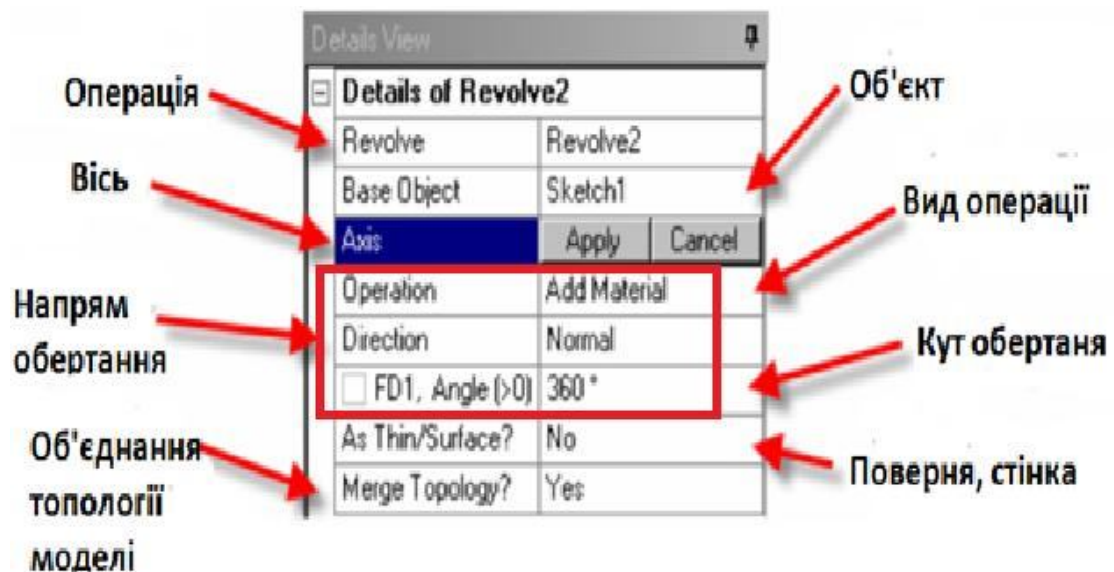 Details View
Details of Revolve2
Revolve Revolve2
Base Object Sketch1
Axis Apply Cancel
Operation Add Material
Direction Normal
FD1, Angle (>0) 360 °
As Thin/Surface? No
Merge Topology? Yes
Операція
Вісь
Напрям
обертання
Об'єднання
топології
моделі
Об'єкт
Вид операції
Кут обертаня
Поверня, стінка